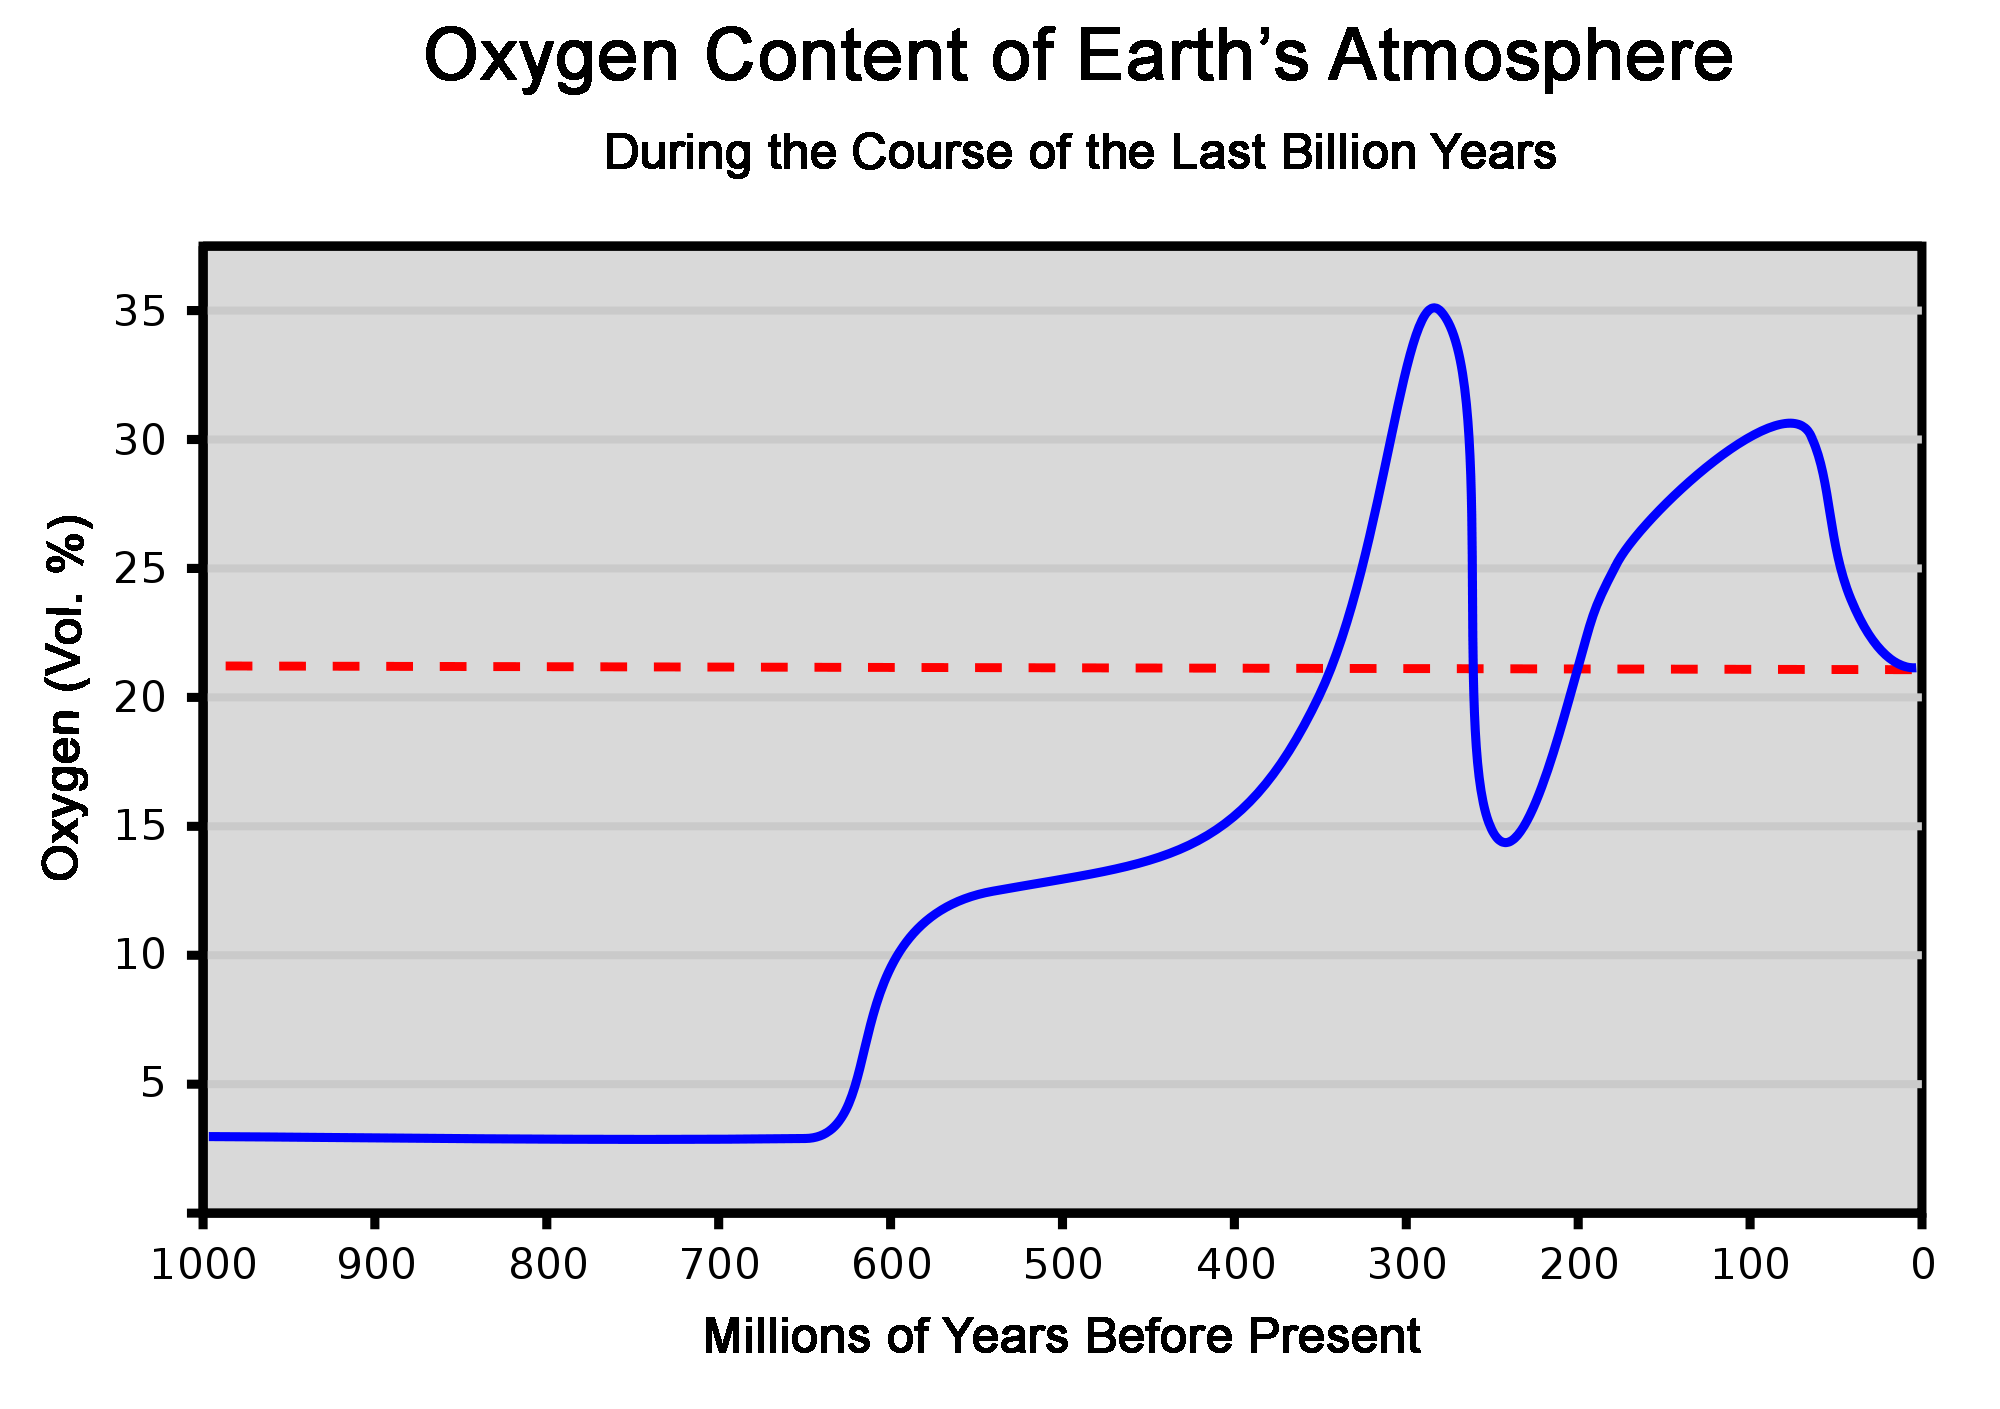 Oxygen Content of Earth’s Atmosphere
During the Course of the Last Billion Years
Oxygen (Vol. %)
35
30
25
20
15
10
5
1000 900 800 700 600 500 400 300 200 100 0
Millions of Years Before Present